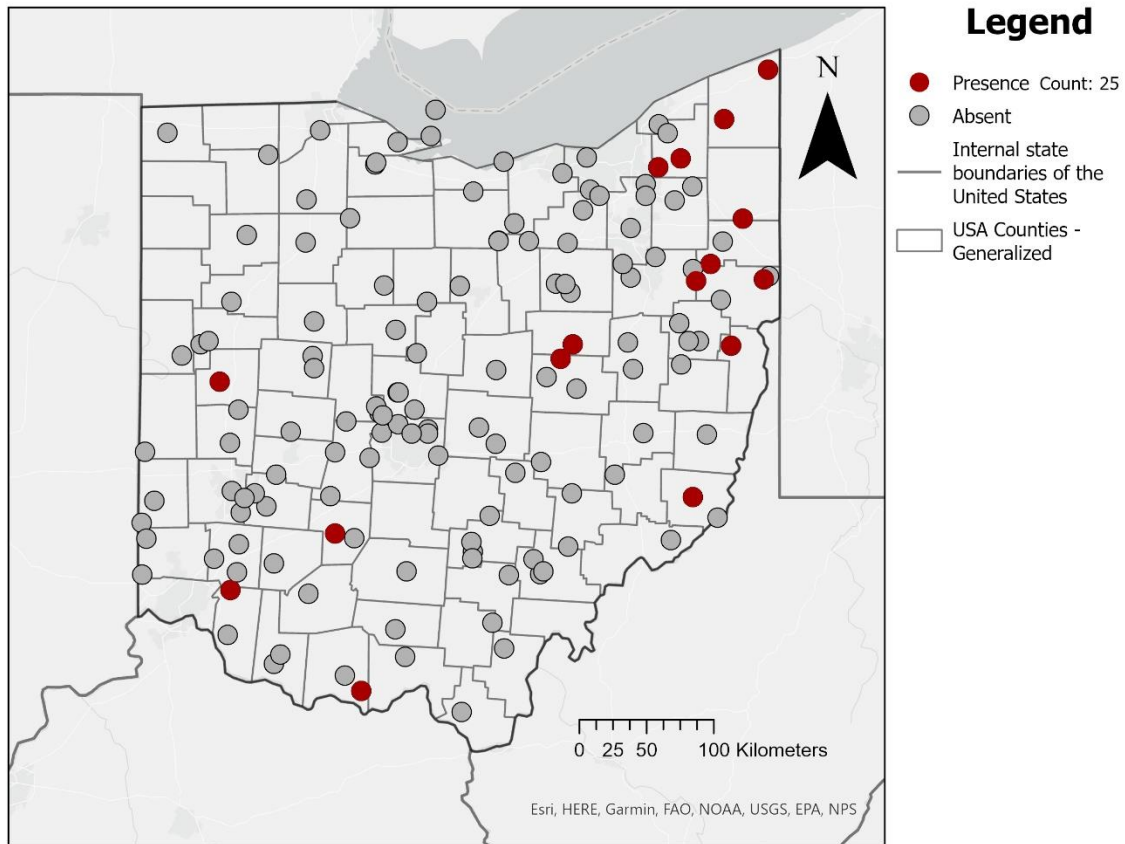 Legend
N
Presence Count: 25
Absent
Internal state
boundaries of the
United States
USA Counties -
Generalized
0 25 50 100 Kilometers
Esri, HERE, Garmin, FAO, NOAA, USGS, EPA, NPS